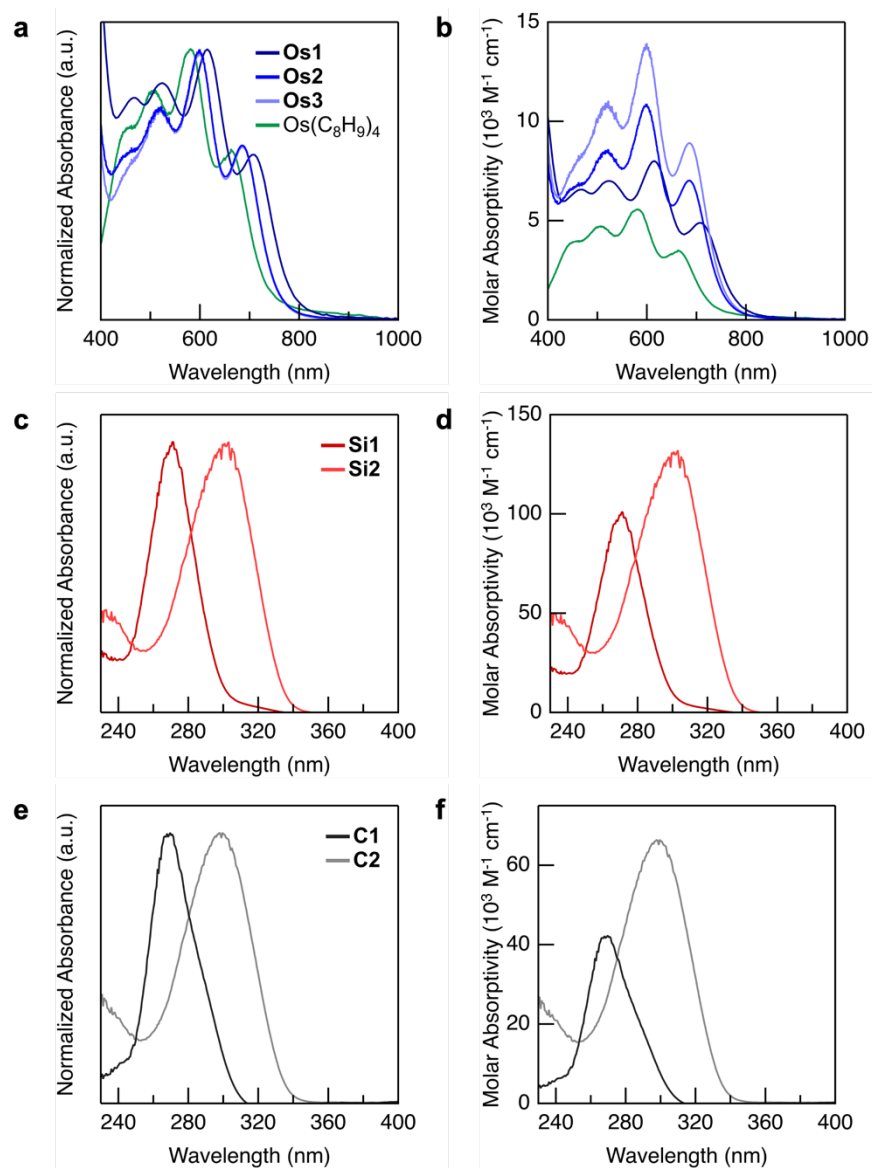 a
Normalized Absorbance (a.u.)
Os1
Os2
Os3
Os(C₈H₉)₄
400 600 800 1000
Wavelength (nm)
b
Molar Absorptivity (10³ M⁻¹ cm⁻¹)
15
10
5
0
400 600 800 1000
Wavelength (nm)
c
Normalized Absorbance (a.u.)
Si1
Si2
240 280 320 360 400
Wavelength (nm)
d
Molar Absorptivity (10³ M⁻¹ cm⁻¹)
150
100
50
0
240 280 320 360 400
Wavelength (nm)
e
Normalized Absorbance (a.u.)
C1
C2
240 280 320 360 400
Wavelength (nm)
f
Molar Absorptivity (10³ M⁻¹ cm⁻¹)
60
40
20
0
240 280 320 360 400
Wavelength (nm)